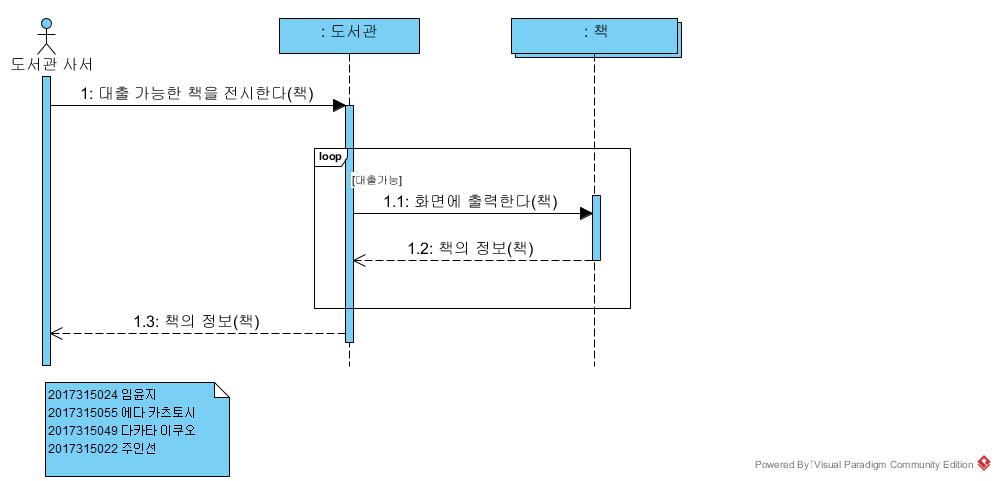 : 도서관
: 책
도서관 사서
1: 대출 가능한 책을 전시한다(책)
loop
[대출가능]
1.1: 화면에 출력한다(책)
1.2: 책의 정보(책)
1.3: 책의 정보(책)
2017315024 임윤지
2017315055 에다 카츠토시
2017315049 다카타 이쿠오
2017315022 주민선
Powered By Visual Paradigm Community Edition